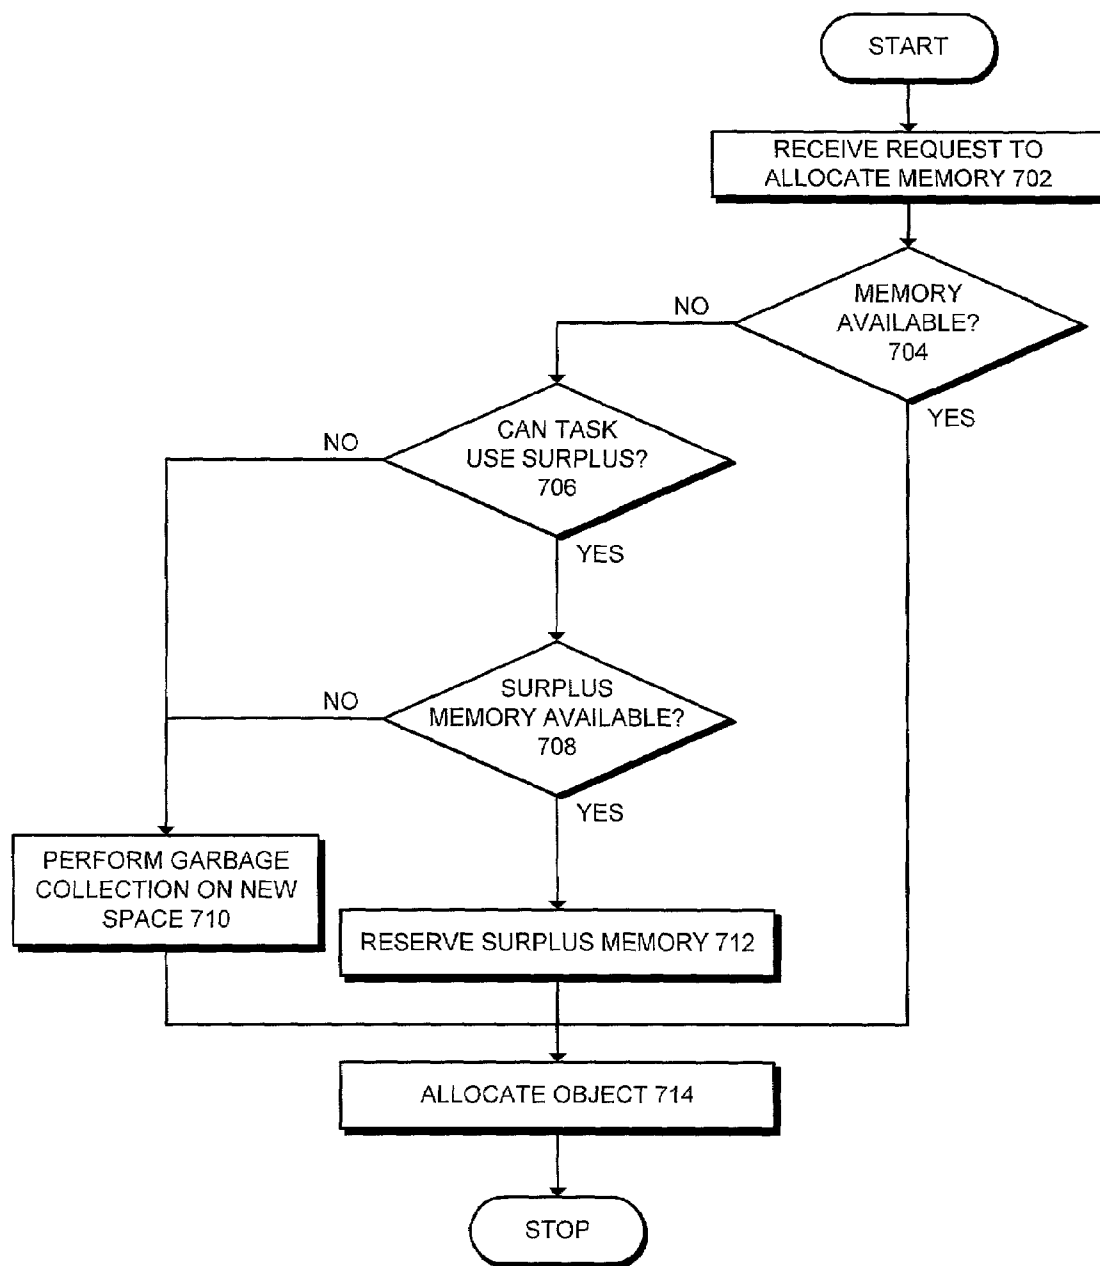 START
RECEIVE REQUEST TO
ALLOCATE MEMORY 702
MEMORY
AVAILABLE?
704
NO
YES
CAN TASK
USE SURPLUS?
706
NO
YES
SURPLUS
MEMORY AVAILABLE?
708
NO
YES
PERFORM GARBAGE
COLLECTION ON NEW
SPACE 710
RESERVE SURPLUS MEMORY 712
ALLOCATE OBJECT 714
STOP